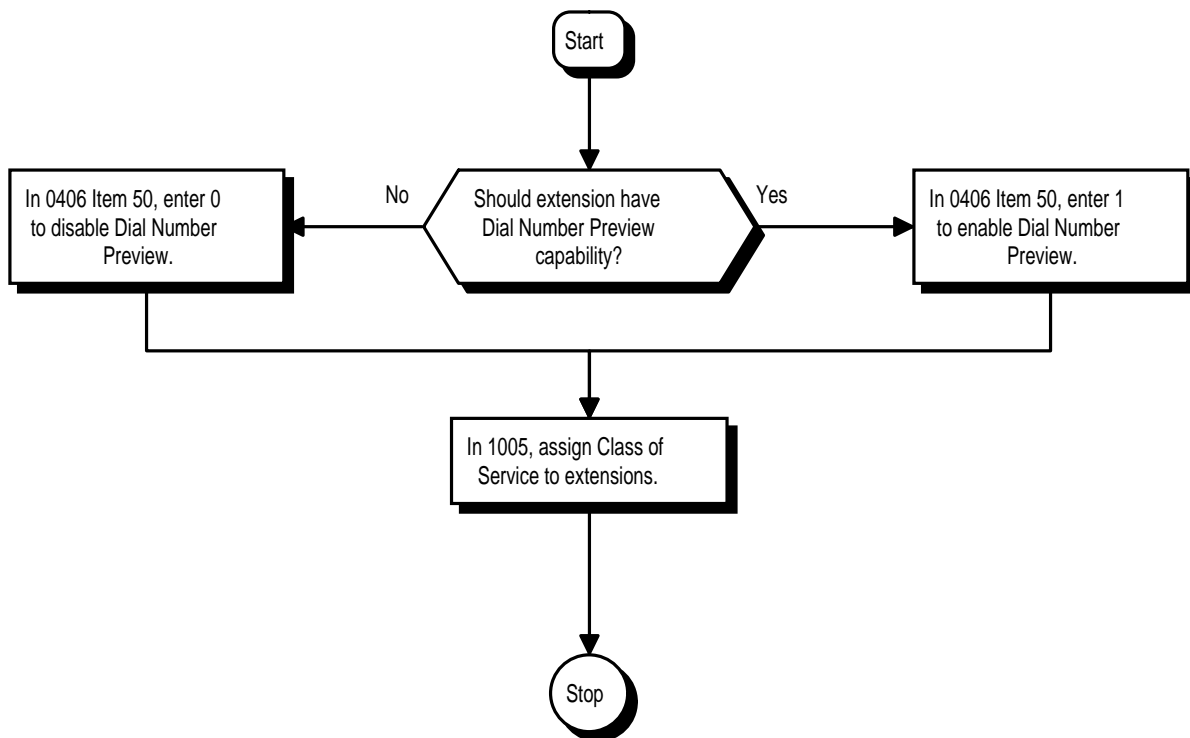 Start
No
Should extension have
Dial Number Preview
capability?
Yes
In 0406 Item 50, enter 0
to disable Dial Number
Preview.
In 0406 Item 50, enter 1
to enable Dial Number
Preview.
In 1005, assign Class of
Service to extensions.
Stop